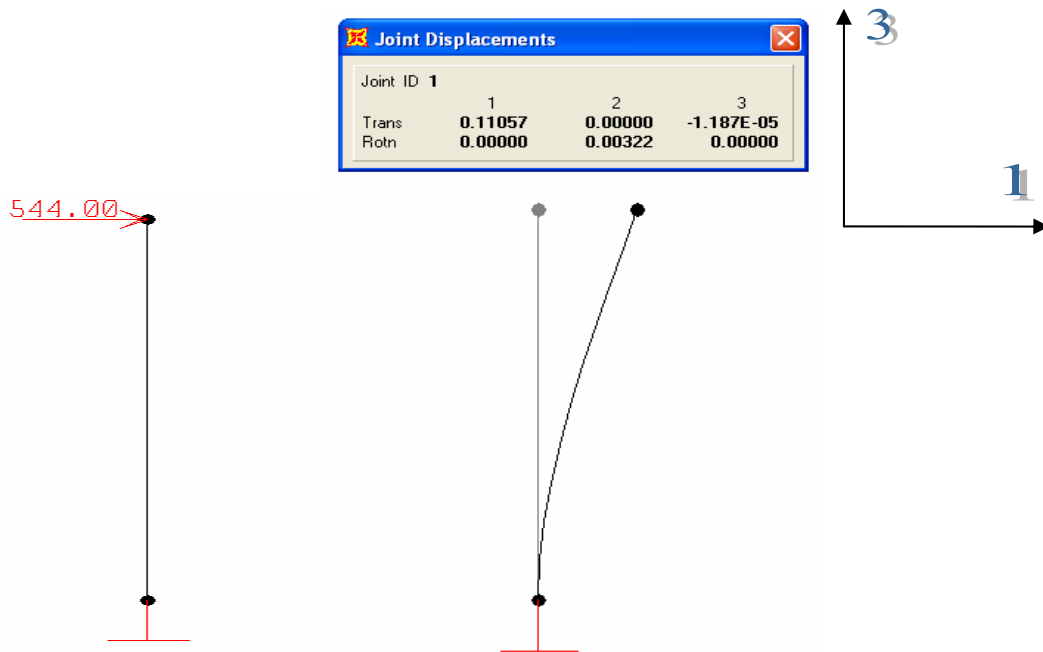 Joint Displacements
Joint ID 1
1 2 3
Trans 0.11057 0.00000 -1.187E-05
Rotn 0.00000 0.00322 0.00000
3
1
544.00